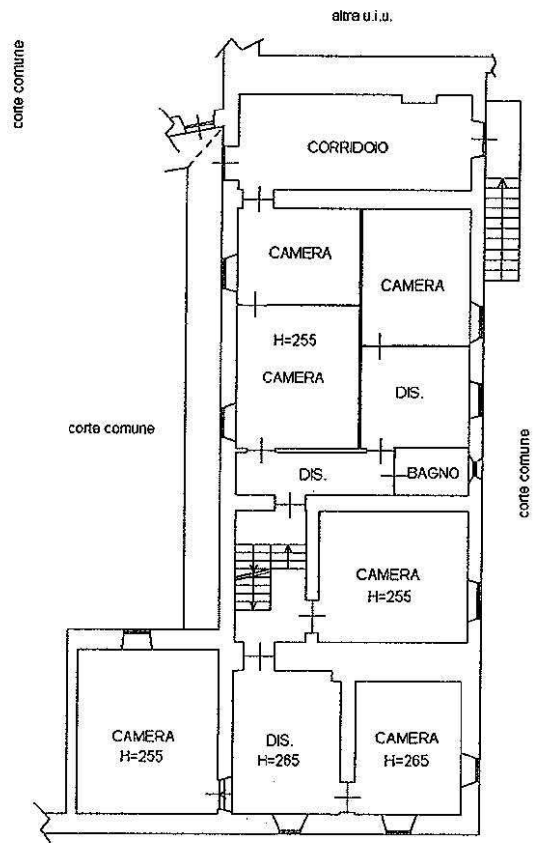 altra u.i.u.
corte comune
CORRIDOIO
CAMERA
CAMERA
H=255
CAMERA
DIS.
corte comune
DIS.
BAGNO
corte comune
CAMERA
H=255
CAMERA
H=255
DIS.
H=265
CAMERA
H=265